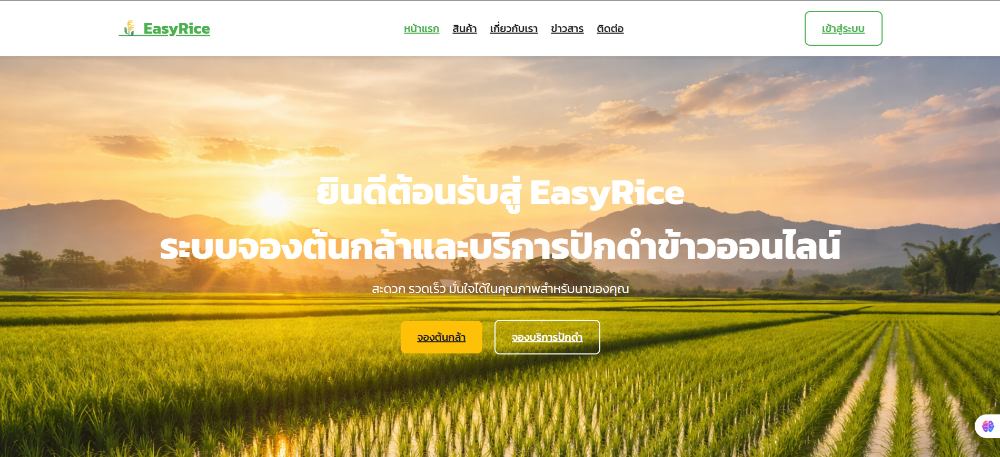 EasyRice
หน้าแรก สินค้า เกี่ยวกับเรา ข่าวสาร ติดต่อ
เข้าสู่ระบบ
ยินดีต้อนรับสู่ EasyRice
ระบบจองต้นกล้าและบริการปักดำข้าวออนไลน์
สะดวก รวดเร็ว มั่นใจได้ในคุณภาพสำหรับนาของคุณ
จองต้นกล้า
จองบริการปักดำ